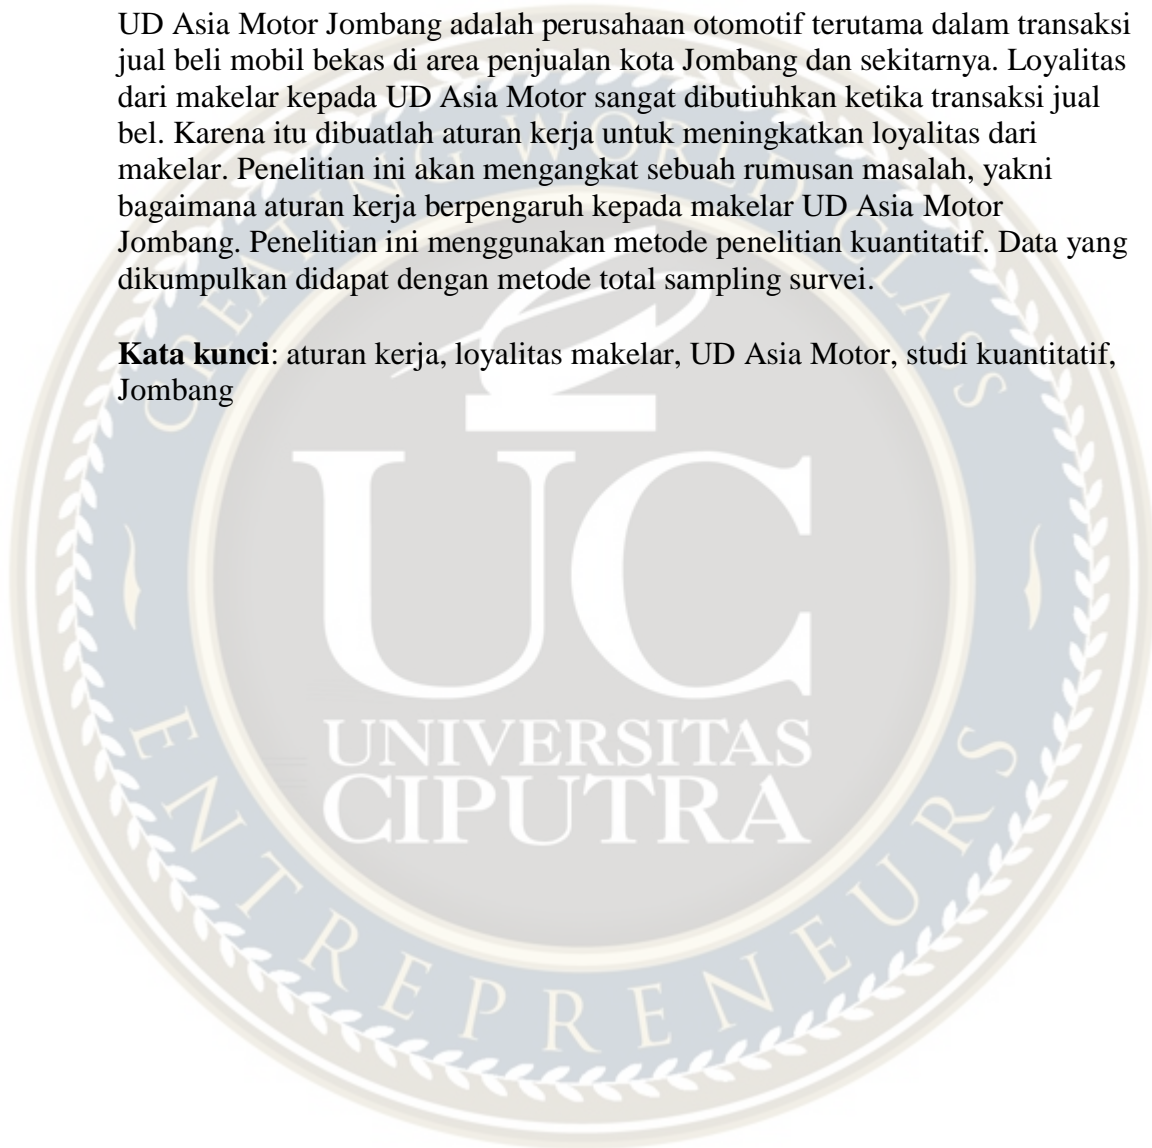 UD Asia Motor Jombang adalah perusahaan otomotif terutama dalam transaksi
jual beli mobil bekas di area penjualan kota Jombang dan sekitarnya. Loyalitas
dari makelar kepada UD Asia Motor sangat dibutiuhkan ketika transaksi jual
bel. Karena itu dibuatlah aturan kerja untuk meningkatkan loyalitas dari
makelar. Penelitian ini akan mengangkat sebuah rumusan masalah, yakni
bagaimana aturan kerja berpengaruh kepada makelar UD Asia Motor
Jombang. Penelitian ini menggunakan metode penelitian kuantitatif. Data yang
dikumpulkan didapat dengan metode total sampling survei.
Kata kunci: aturan kerja, loyalitas makelar, UD Asia Motor, studi kuantitatif,
Jombang
CREATING WORLD CLASS
UC
UNIVERSITAS
CIPUTRA
ENTREPRENEURS